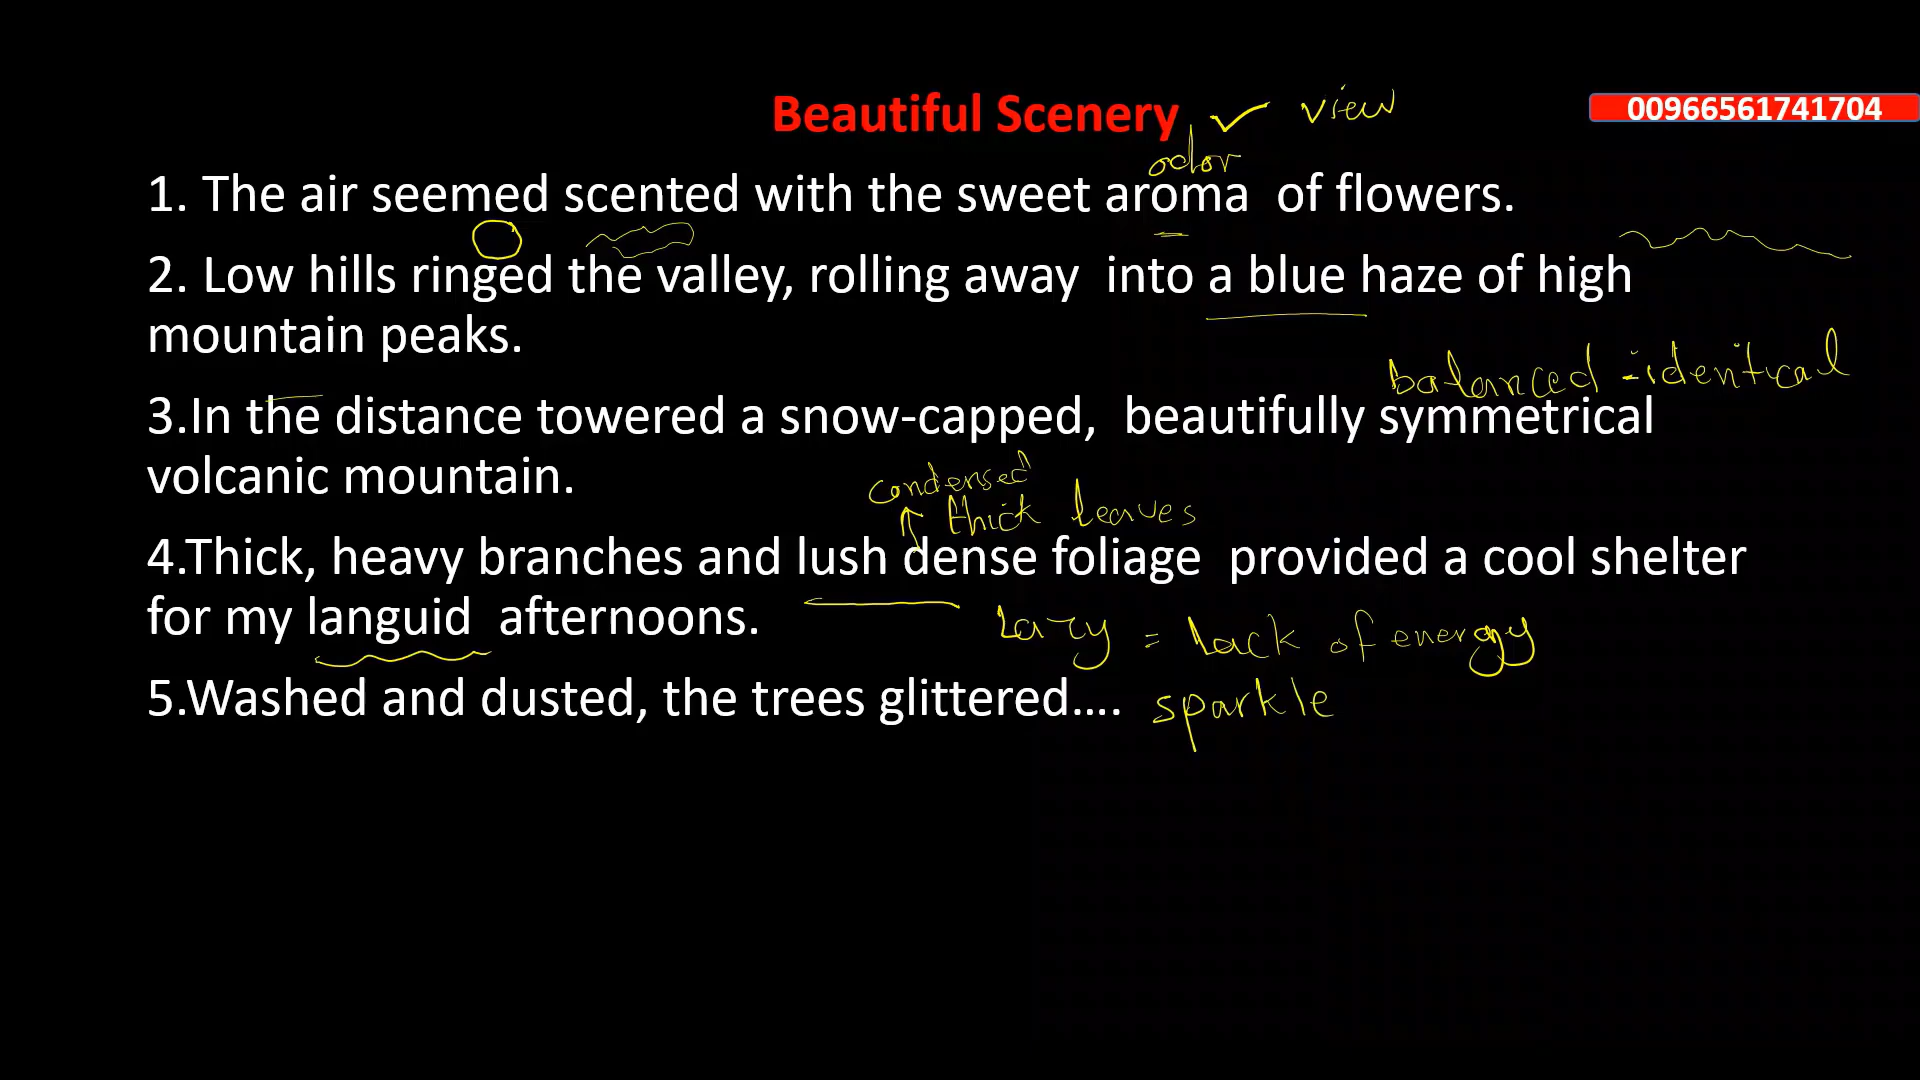 Beautiful Scenery ✓ view
00966561741704
odor
1. The air seemed scented with the sweet aroma of flowers.
2. Low hills ringed the valley, rolling away into a blue haze of high
mountain peaks.
balanced = identical
3.In the distance towered a snow-capped, beautifully symmetrical
volcanic mountain.
condensed
↑ thick leaves
4.Thick, heavy branches and lush dense foliage provided a cool shelter
for my languid afternoons.
Lazy = lack of energy
5.Washed and dusted, the trees glittered.... sparkle